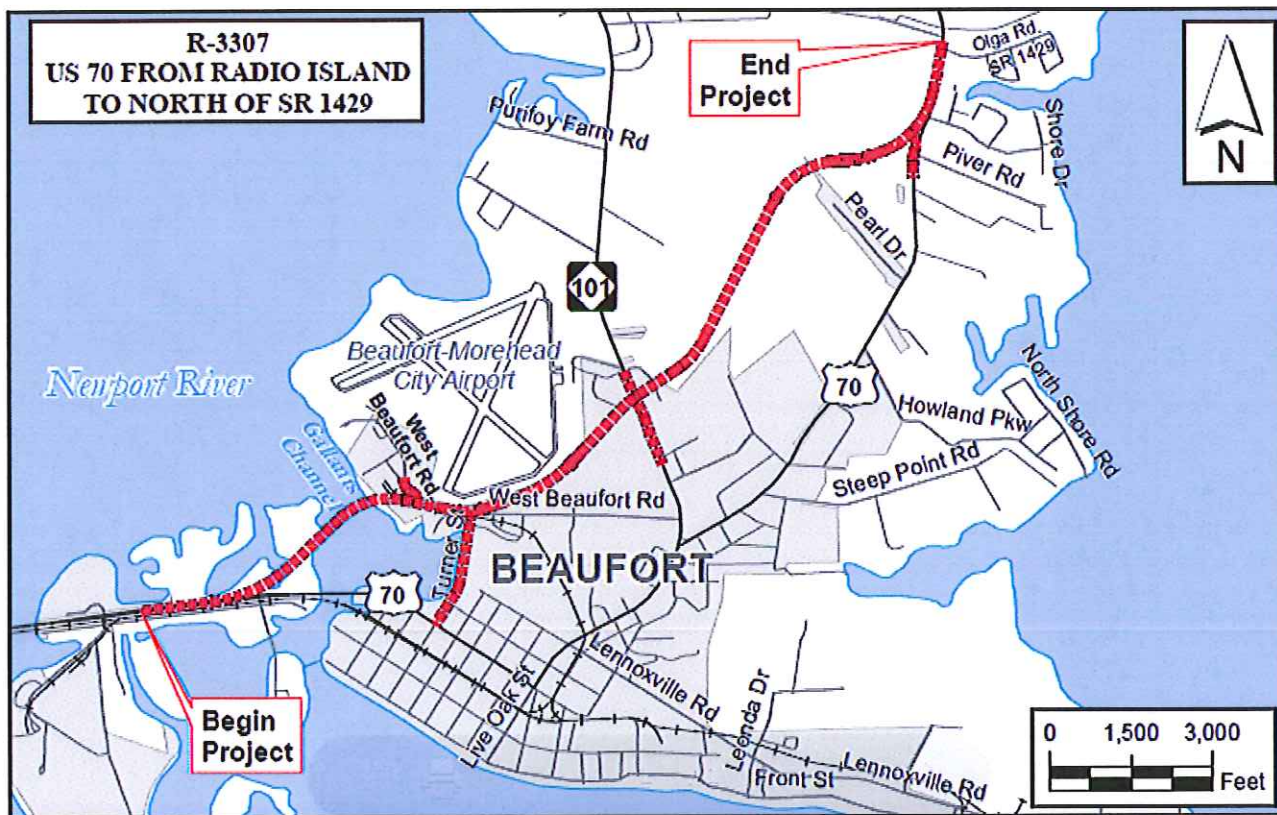 R-3307
US 70 FROM RADIO ISLAND
TO NORTH OF SR 1429
End
Project
Olga Rd.
SR 1429
N
Purifoy Farm Rd
Shore Dr
Piver Rd
Pearl Dr
101
Beaufort-Morehead
City Airport
Newport River
Gallants
Channel
West
Beaufort Rd
70
Howland Pkw
North Shore Rd
Steep Point Rd
West Beaufort Rd
Turner St
BEAUFORT
70
Lennoxville Rd
Live Oak St
Leonda Dr
Front St
Lennoxville Rd
Begin
Project
0 1,500 3,000
Feet